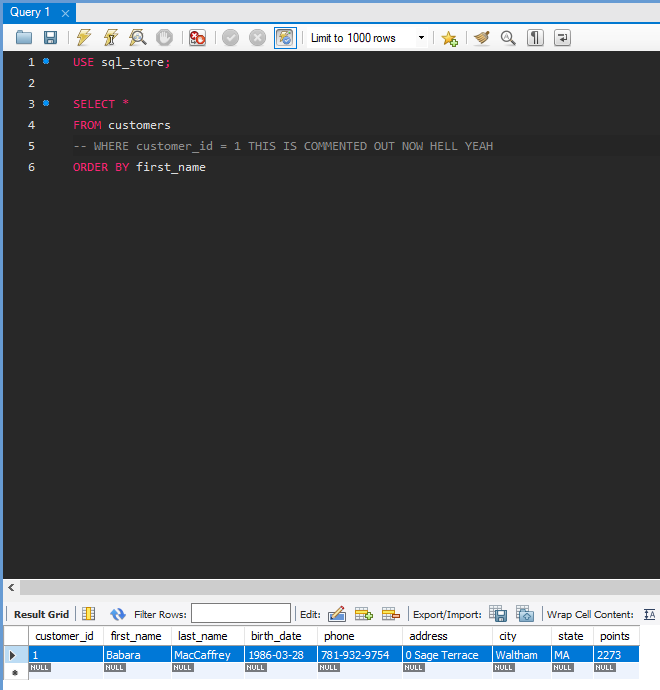 Query 1
Limit to 1000 rows
1 USE sql_store;
2
3 SELECT *
4 FROM customers
5 -- WHERE customer_id = 1 THIS IS COMMENTED OUT NOW HELL YEAH
6 ORDER BY first_name
Result Grid Filter Rows: Edit: Export/Import: Wrap Cell Content: IA
customer_id first_name last_name birth_date phone address city state points
1 Babara MacCaffrey 1986-03-28 781-932-9754 0 Sage Terrace Waltham MA 2273
NULL NULL NULL NULL NULL NULL NULL NULL NULL